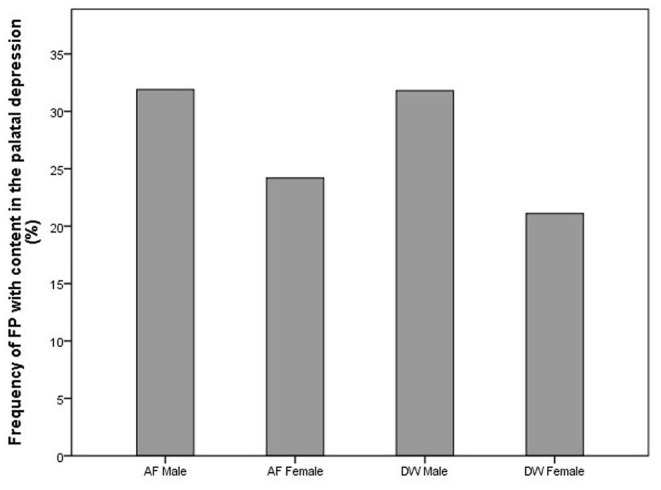 Frequency of FP with content in the palatal depression
(%)
35
30
25
20
15
10
5
0
AF Male
AF Female
DW Male
DW Female